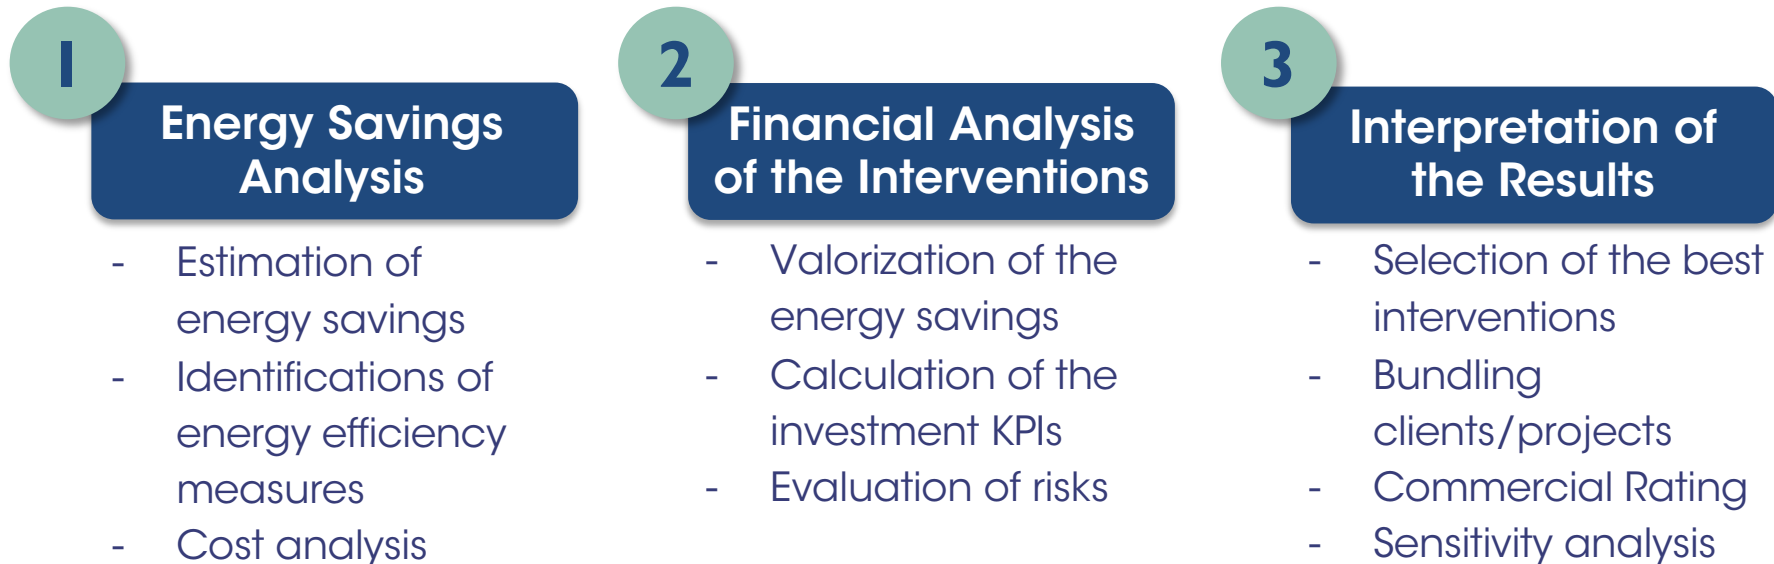 1
Energy Savings
Analysis
- Estimation of
energy savings
- Identifications of
energy efficiency
measures
- Cost analysis
2
Financial Analysis
of the Interventions
- Valorization of the
energy savings
- Calculation of the
investment KPIs
- Evaluation of risks
3
Interpretation of
the Results
- Selection of the best
interventions
- Bundling
clients/projects
- Commercial Rating
- Sensitivity analysis